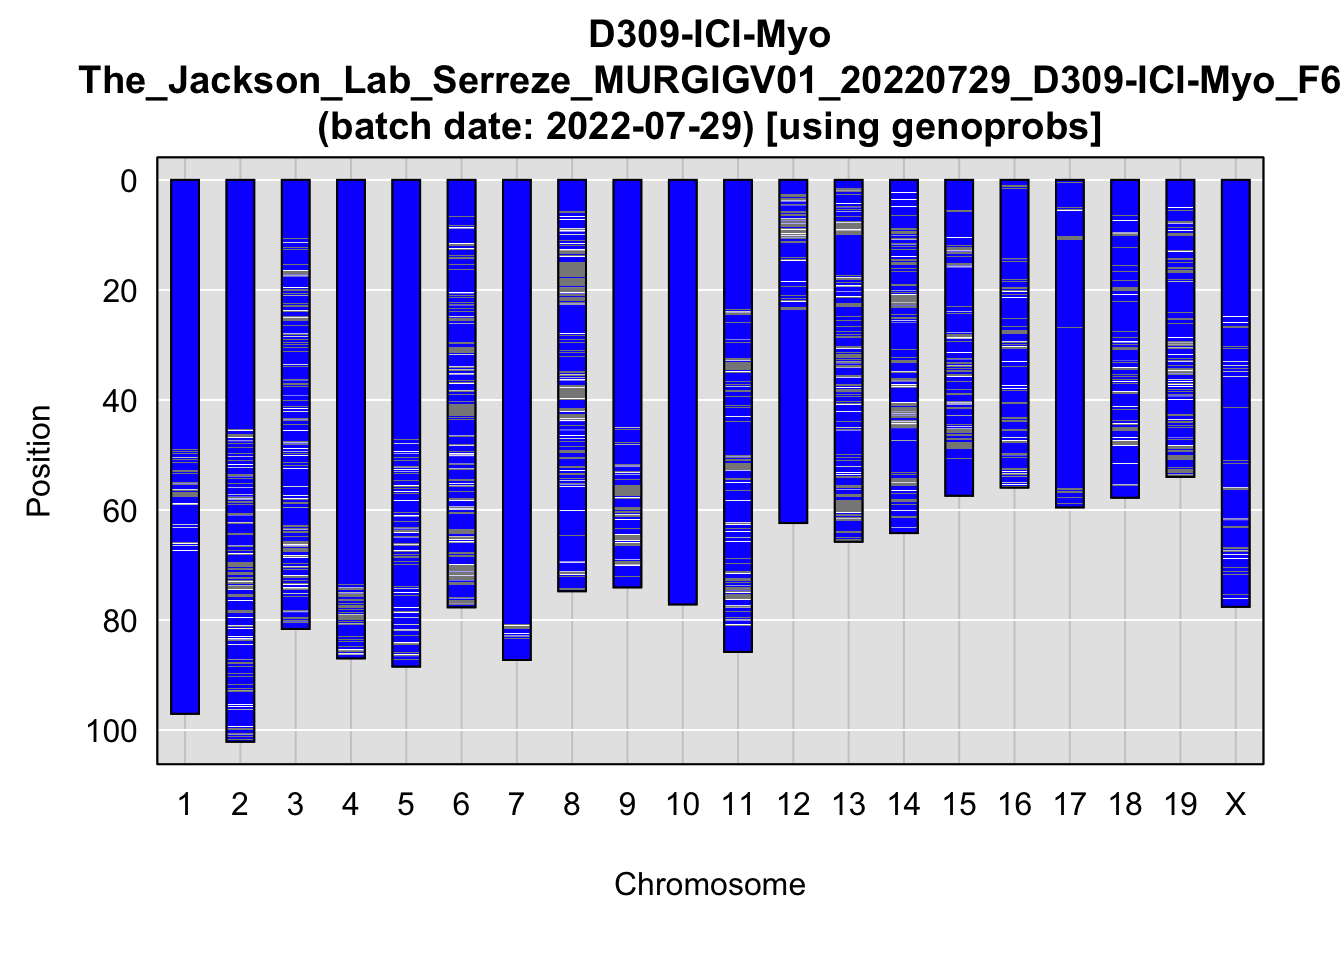 D309-ICI-Myo
The_Jackson_Lab_Serreze_MURGIGV01_20220729_D309-ICI-Myo_F6
(batch date: 2022-07-29) [using genoprobs]
0
20
40
60
80
100
Position
1 2 3 4 5 6 7 8 9 10 11 12 13 14 15 16 17 18 19 X
Chromosome